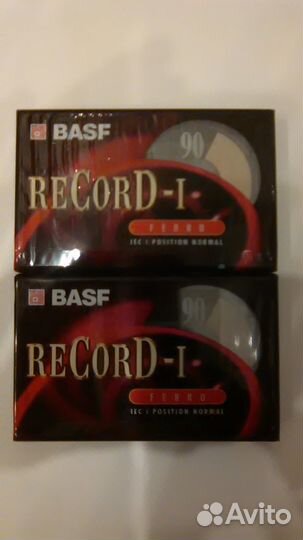 BASF
90
RECORD-I
FERRO
IEC I POSITION NORMAL
BASF
90
RECORD-I
FERRO
IEC I POSITION NORMAL
Avito